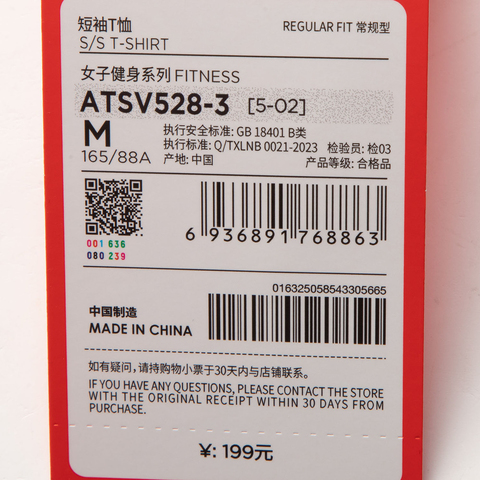 短袖T恤
REGULAR FIT 常规型
S/S T-SHIRT
女子健身系列 FITNESS
ATSV528-3 [5-02]
M
165/88A
执行安全标准: GB 18401 B类
执行标准: Q/TXLNB 0021-2023 检验员: 检03
产地: 中国 产品等级: 合格品
001 636
080 239
6 936891 768863
016325058543305665
中国制造
MADE IN CHINA
如有疑问，请持购物小票于30天内与店铺联系。
IF YOU HAVE ANY QUESTIONS, PLEASE CONTACT THE STORE
WITH THE ORIGINAL RECEIPT WITHIN 30 DAYS FROM
PURCHASE.
¥: 199元